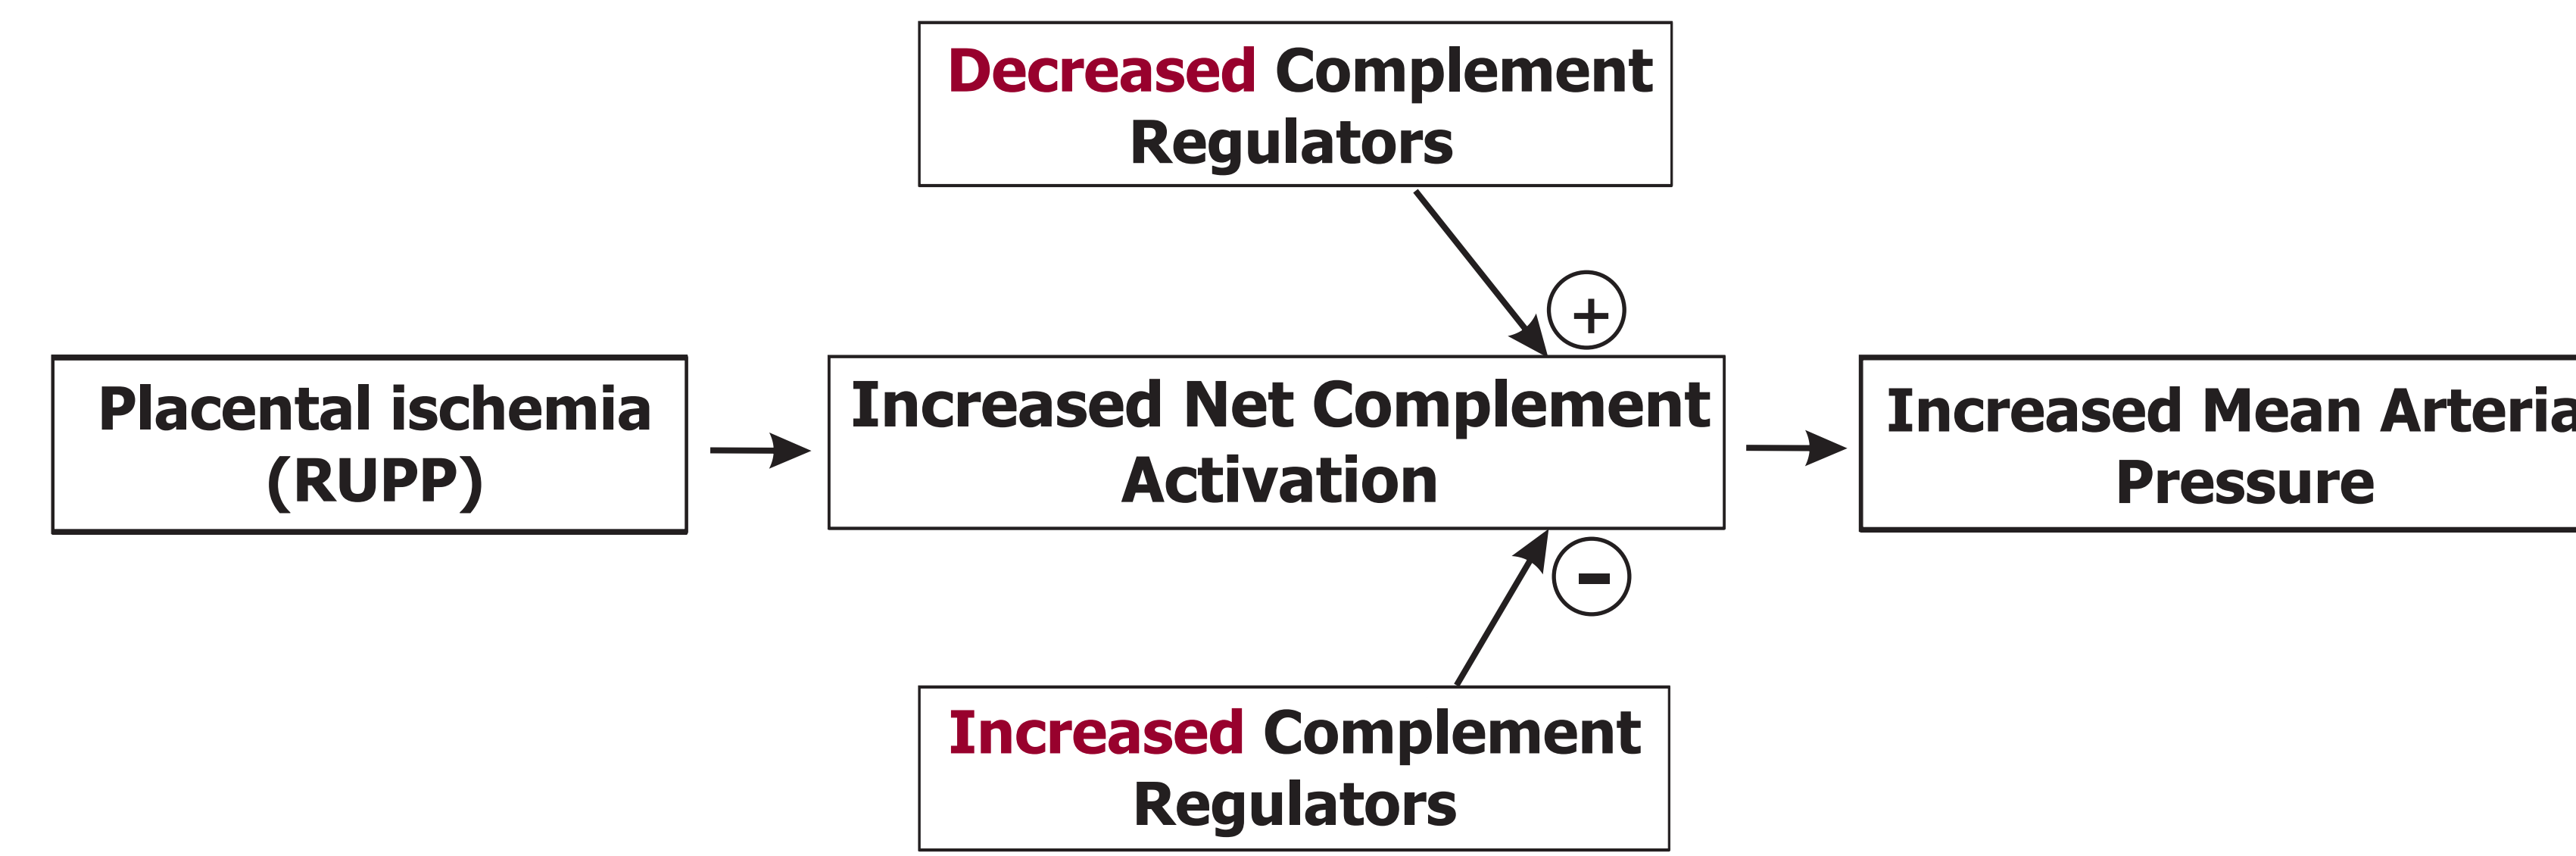 Decreased Complement
Regulators
+
Placental ischemia
(RUPP)
Increased Net Complement
Activation
Increased Mean Arteria
Pressure
-
Increased Complement
Regulators